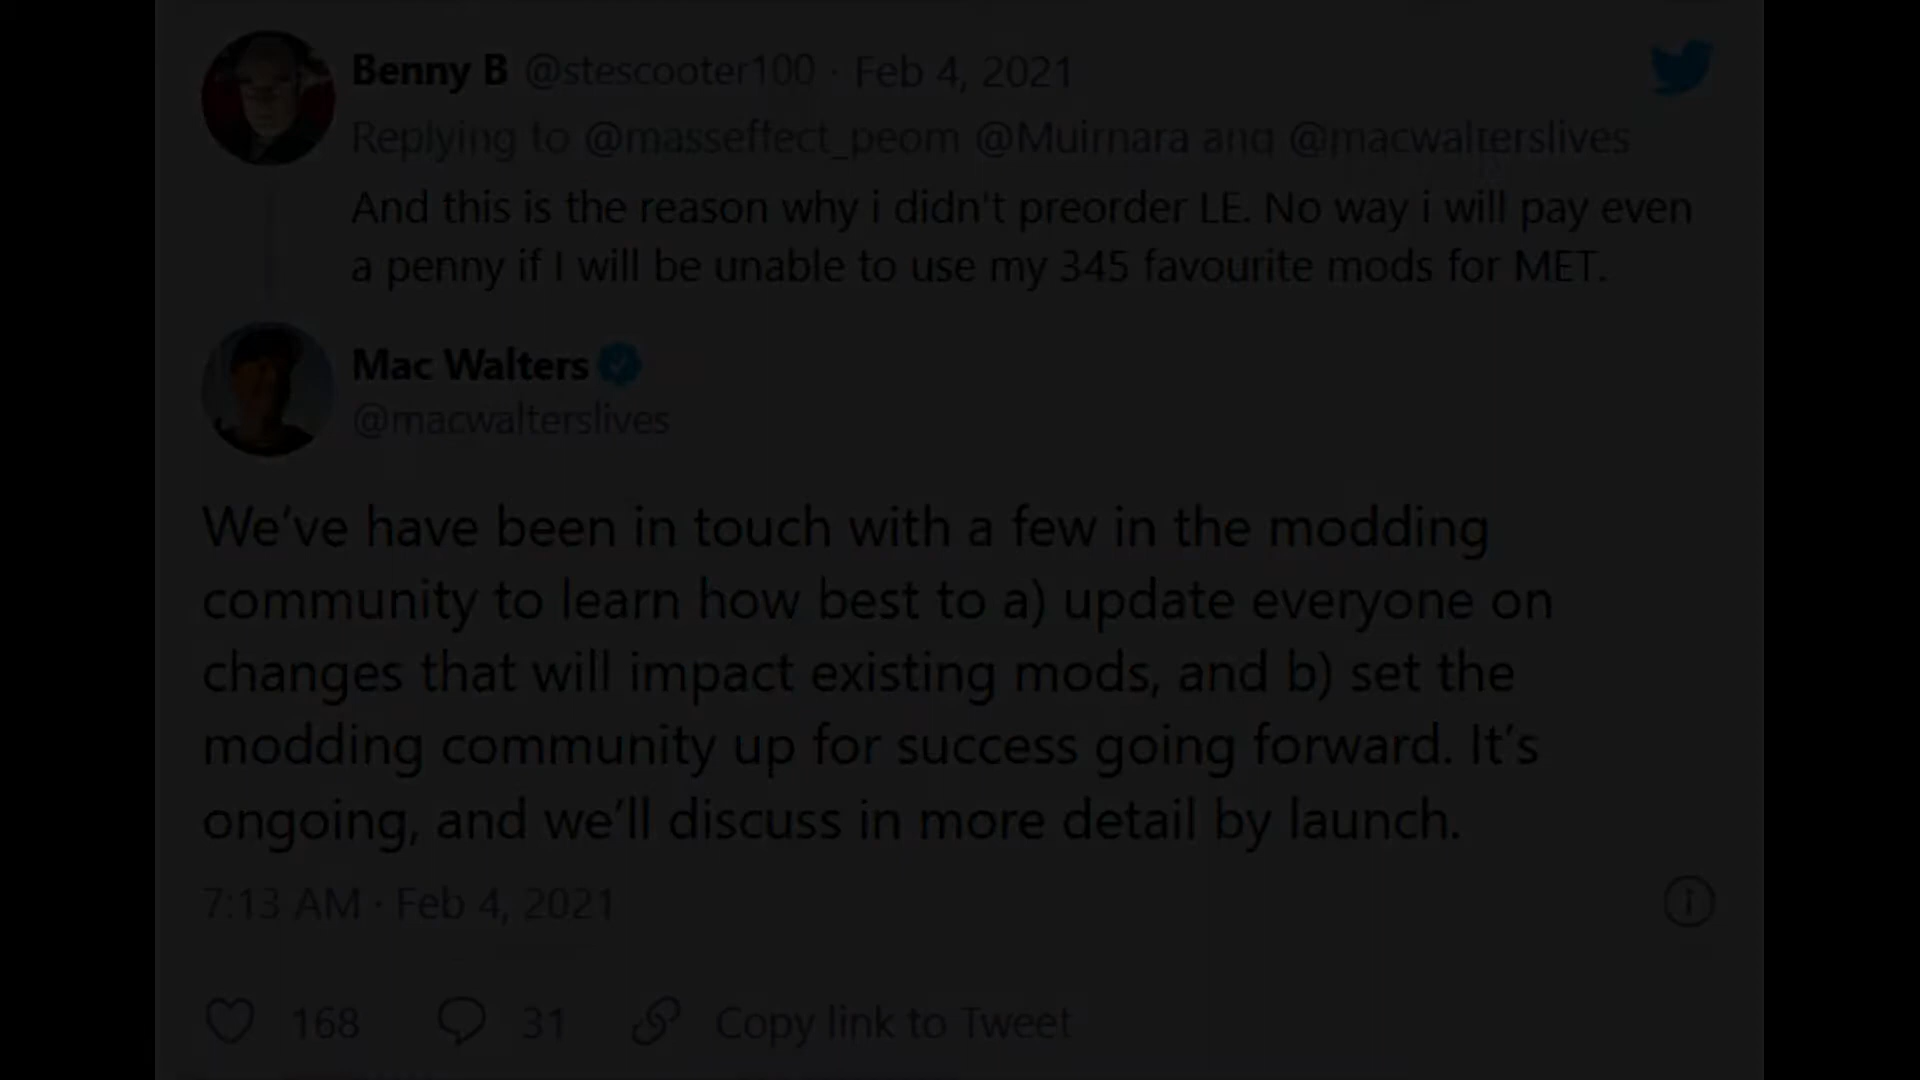 Benny B @stescooter100 · Feb 4, 2021
Replying to @masseffect_peom @Muirnara and @macwalterslives
And this is the reason why i didn't preorder LE. No way i will pay even
a penny if I will be unable to use my 345 favourite mods for MET.
Mac Walters
@macwalterslives
We’ve have been in touch with a few in the modding
community to learn how best to a) update everyone on
changes that will impact existing mods, and b) set the
modding community up for success going forward. It’s
ongoing, and we’ll discuss in more detail by launch.
7:13 AM · Feb 4, 2021
168 31 Copy link to Tweet